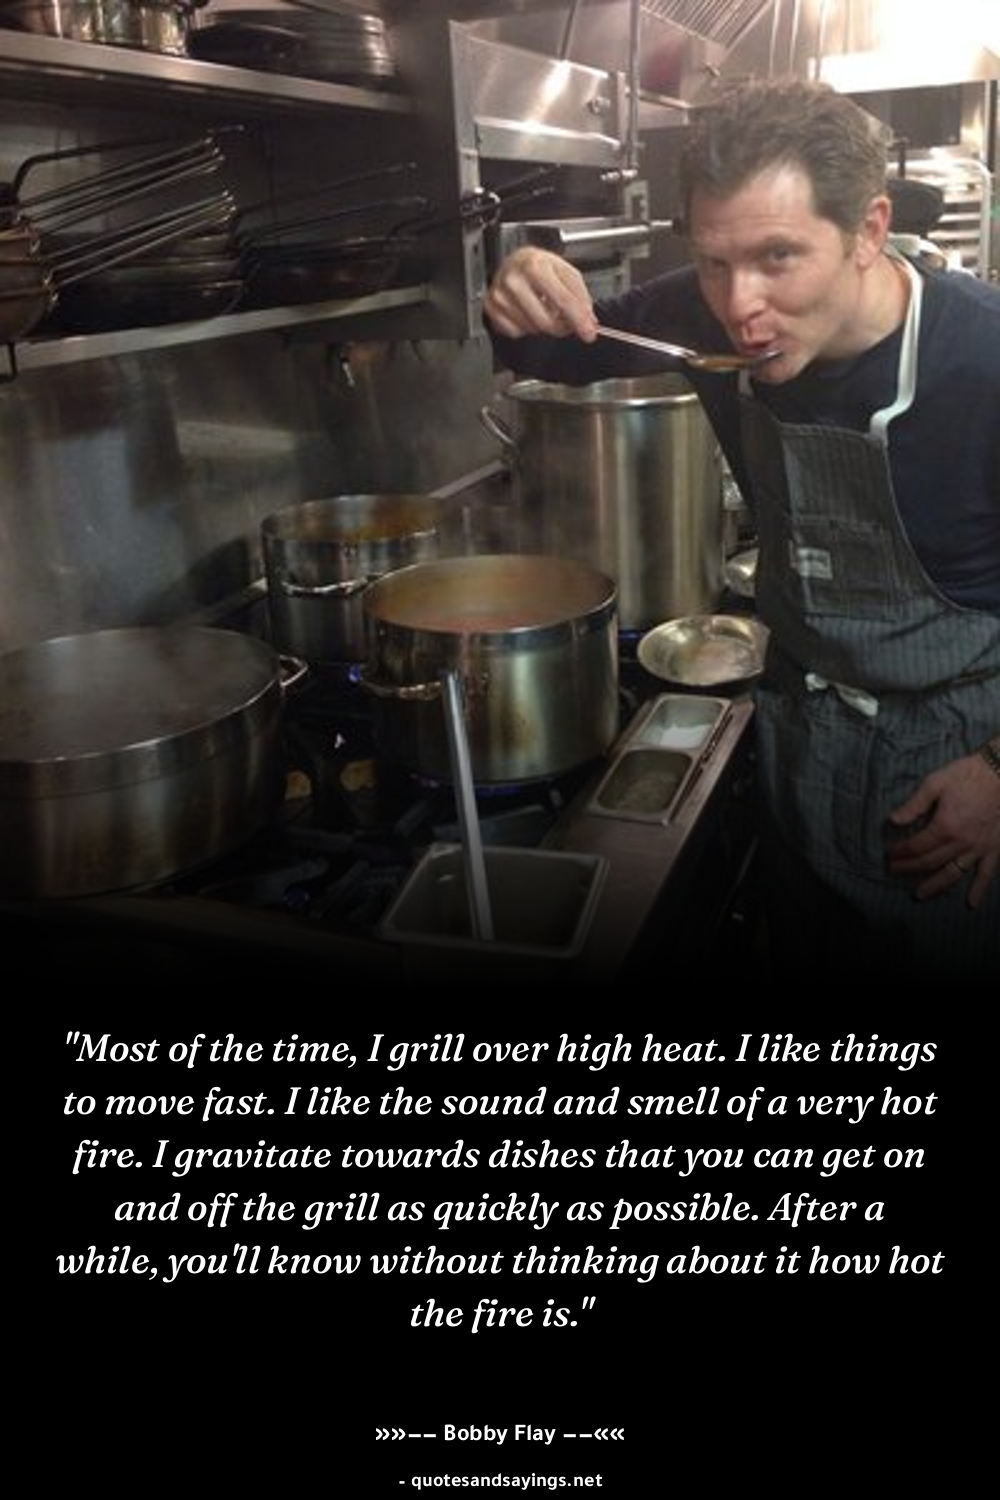 "Most of the time, I grill over high heat. I like things
to move fast. I like the sound and smell of a very hot
fire. I gravitate towards dishes that you can get on
and off the grill as quickly as possible. After a
while, you'll know without thinking about it how hot
the fire is."
»»–– Bobby Flay ––««
- quotesandsayings.net